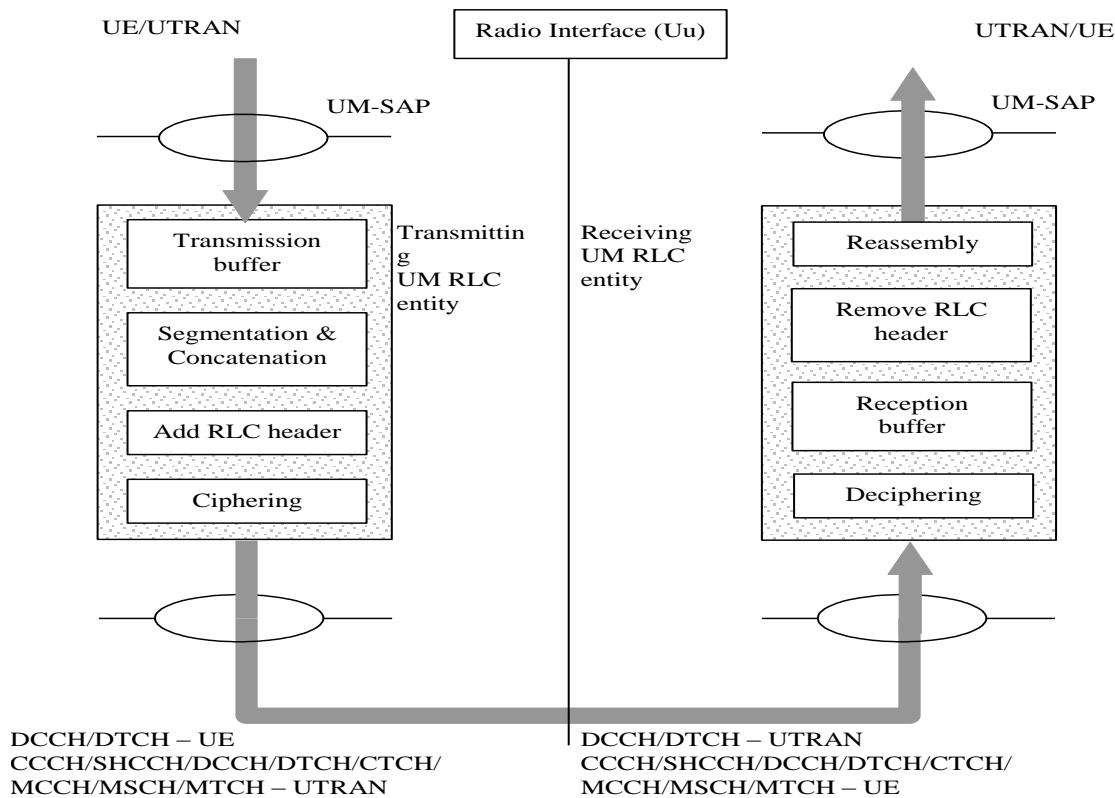 UE/UTRAN
Radio Interface (Uu)
UTRAN/UE
UM-SAP
UM-SAP
Transmission
buffer
Segmentation &
Concatenation
Add RLC header
Ciphering
Transmittin
g
UM RLC
entity
Receiving
UM RLC
entity
Reassembly
Remove RLC
header
Reception
buffer
Deciphering
DCCH/DTCH – UE
CCCH/SHCCH/DCCH/DTCH/CTCH/
MCCH/MSCH/MTCH – UTRAN
DCCH/DTCH – UTRAN
CCCH/SHCCH/DCCH/DTCH/CTCH/
MCCH/MSCH/MTCH – UE